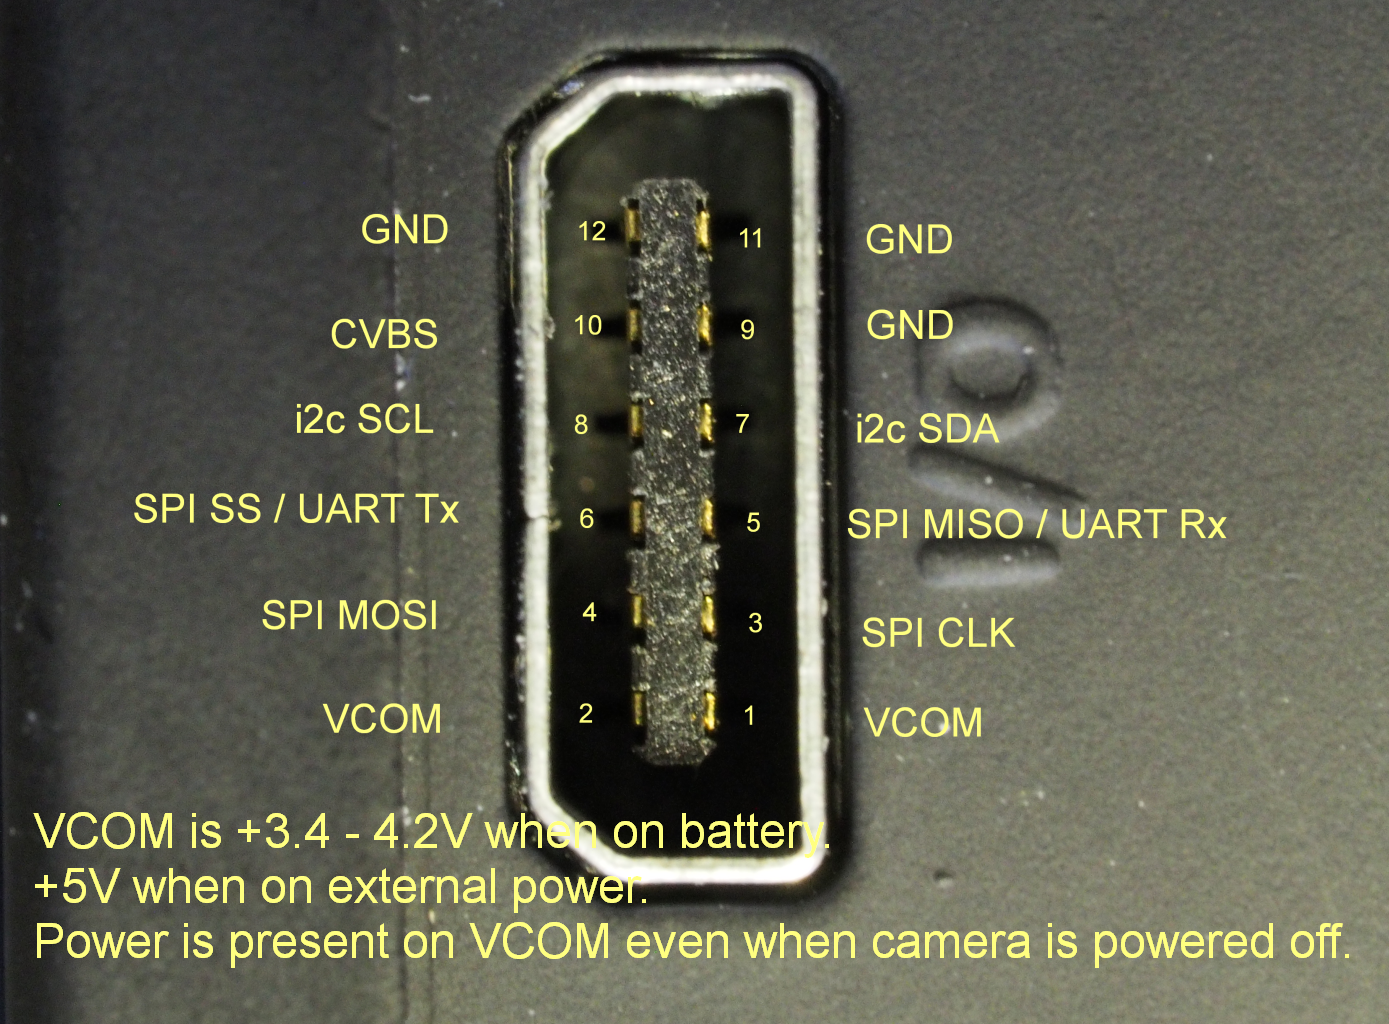 GND 12 11 GND
CVBS 10 9 GND
i2c SCL 8 7 i2c SDA
SPI SS / UART Tx 6 5 SPI MISO / UART Rx
SPI MOSI 4 3 SPI CLK
VCOM 2 1 VCOM
I/O
VCOM is +3.4 - 4.2V when on battery.
+5V when on external power.
Power is present on VCOM even when camera is powered off.